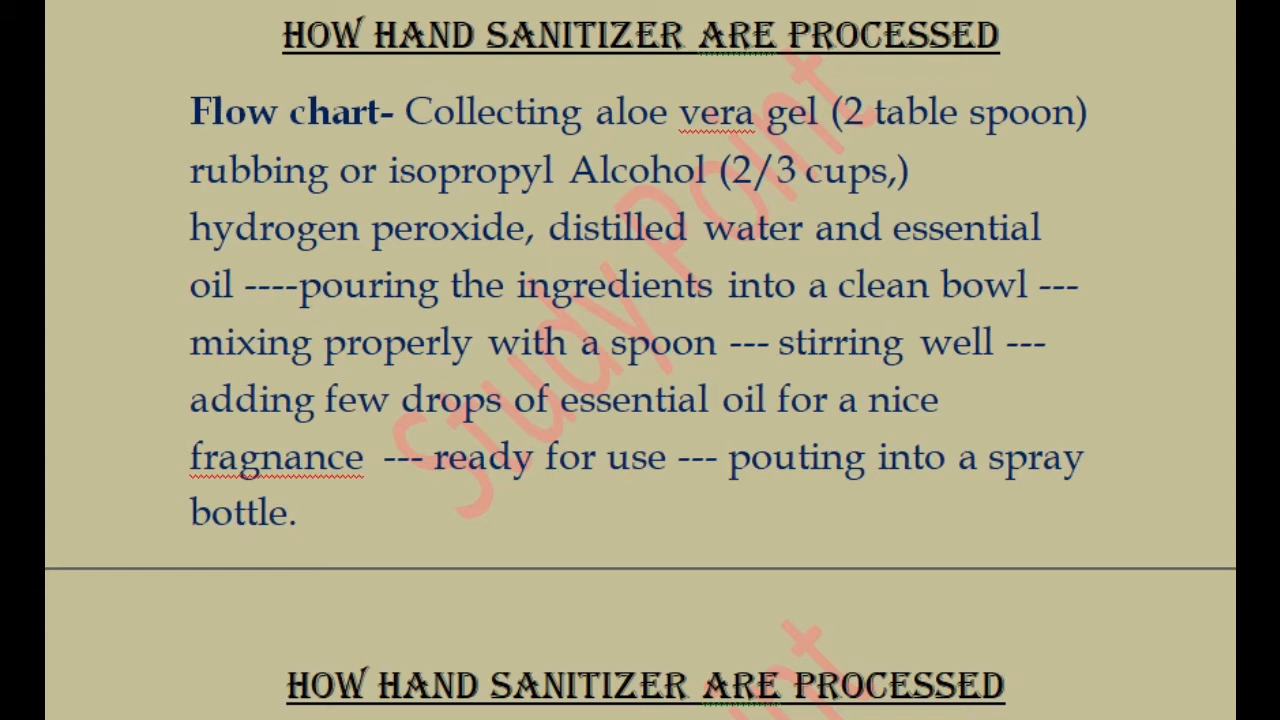 HOW HAND SANITIZER ARE PROCESSED
Flow chart- Collecting aloe vera gel (2 table spoon)
rubbing or isopropyl Alcohol (2/3 cups,)
hydrogen peroxide, distilled water and essential
oil ----pouring the ingredients into a clean bowl ---
mixing properly with a spoon --- stirring well ---
adding few drops of essential oil for a nice
fragnance --- ready for use --- pouting into a spray
bottle.
Study Point
HOW HAND SANITIZER ARE PROCESSED